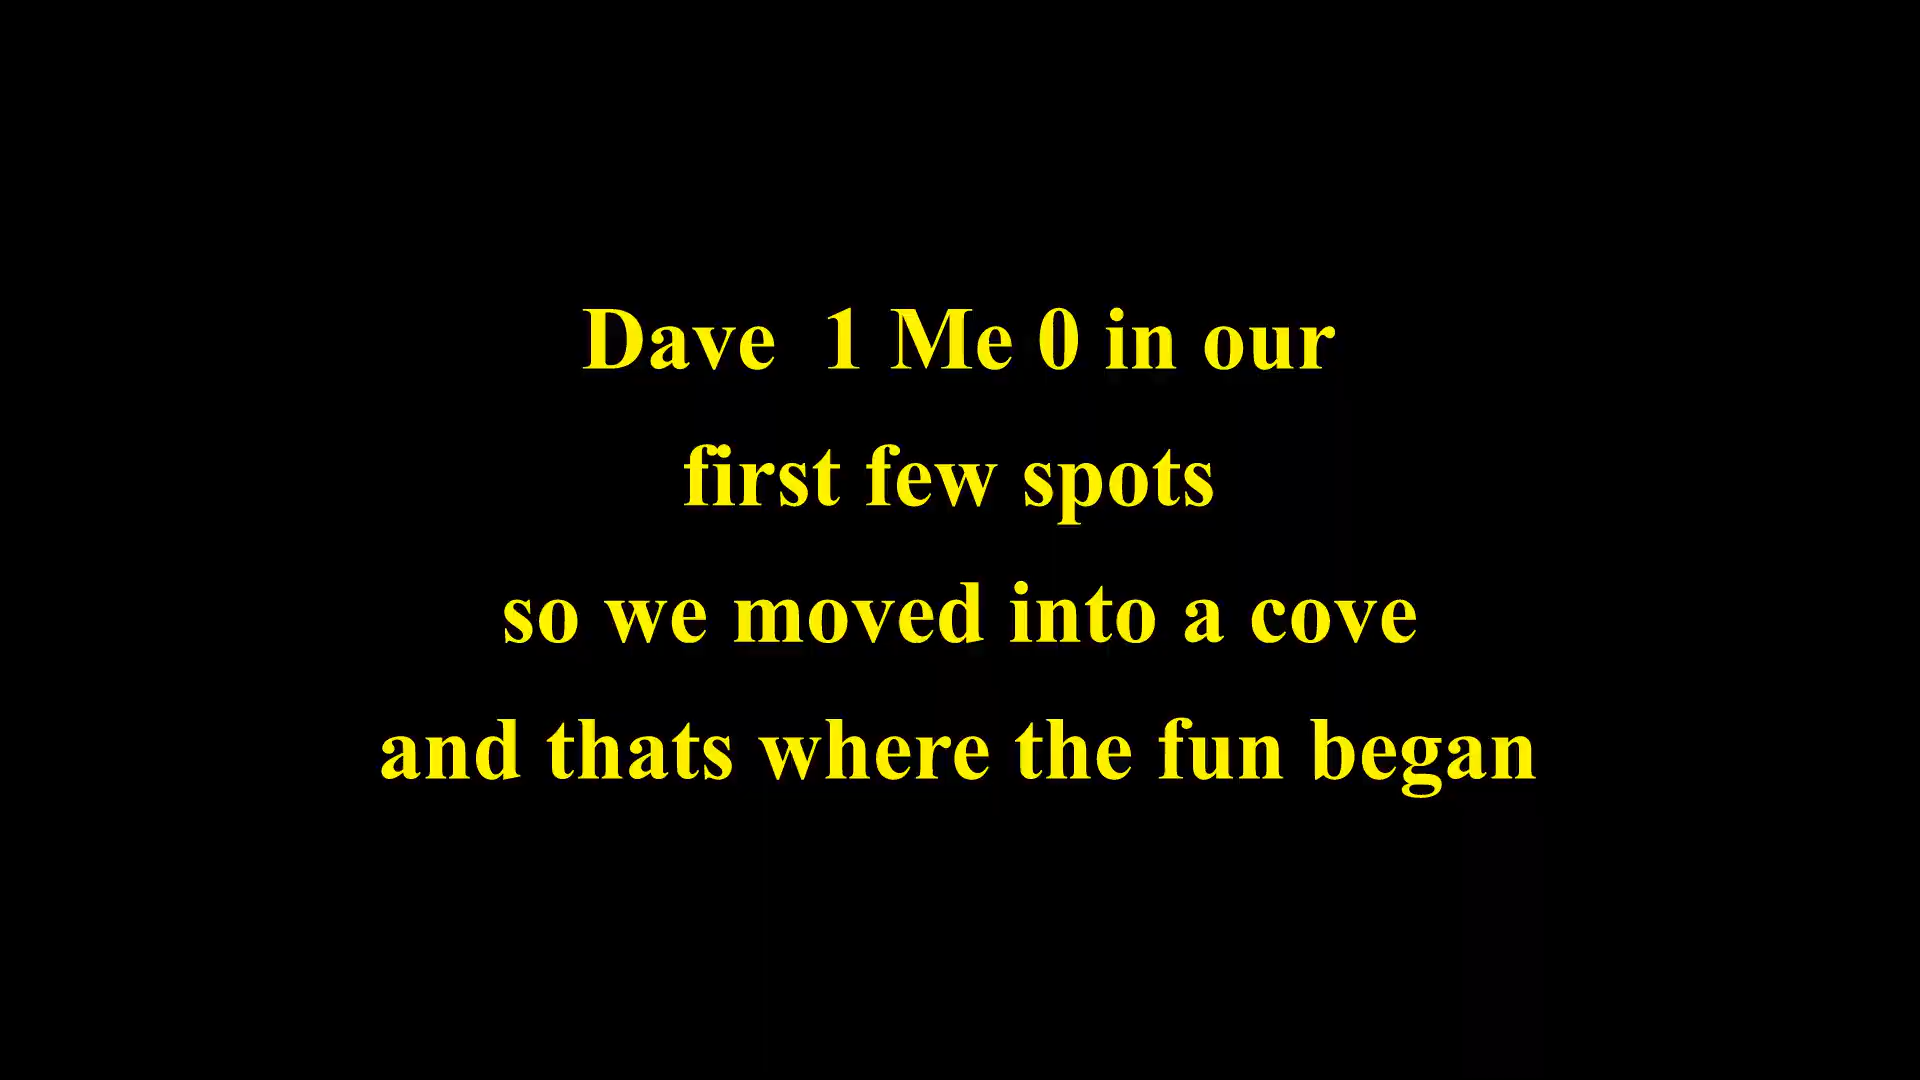 Dave  1 Me 0 in our
first few spots
so we moved into a cove
and thats where the fun began